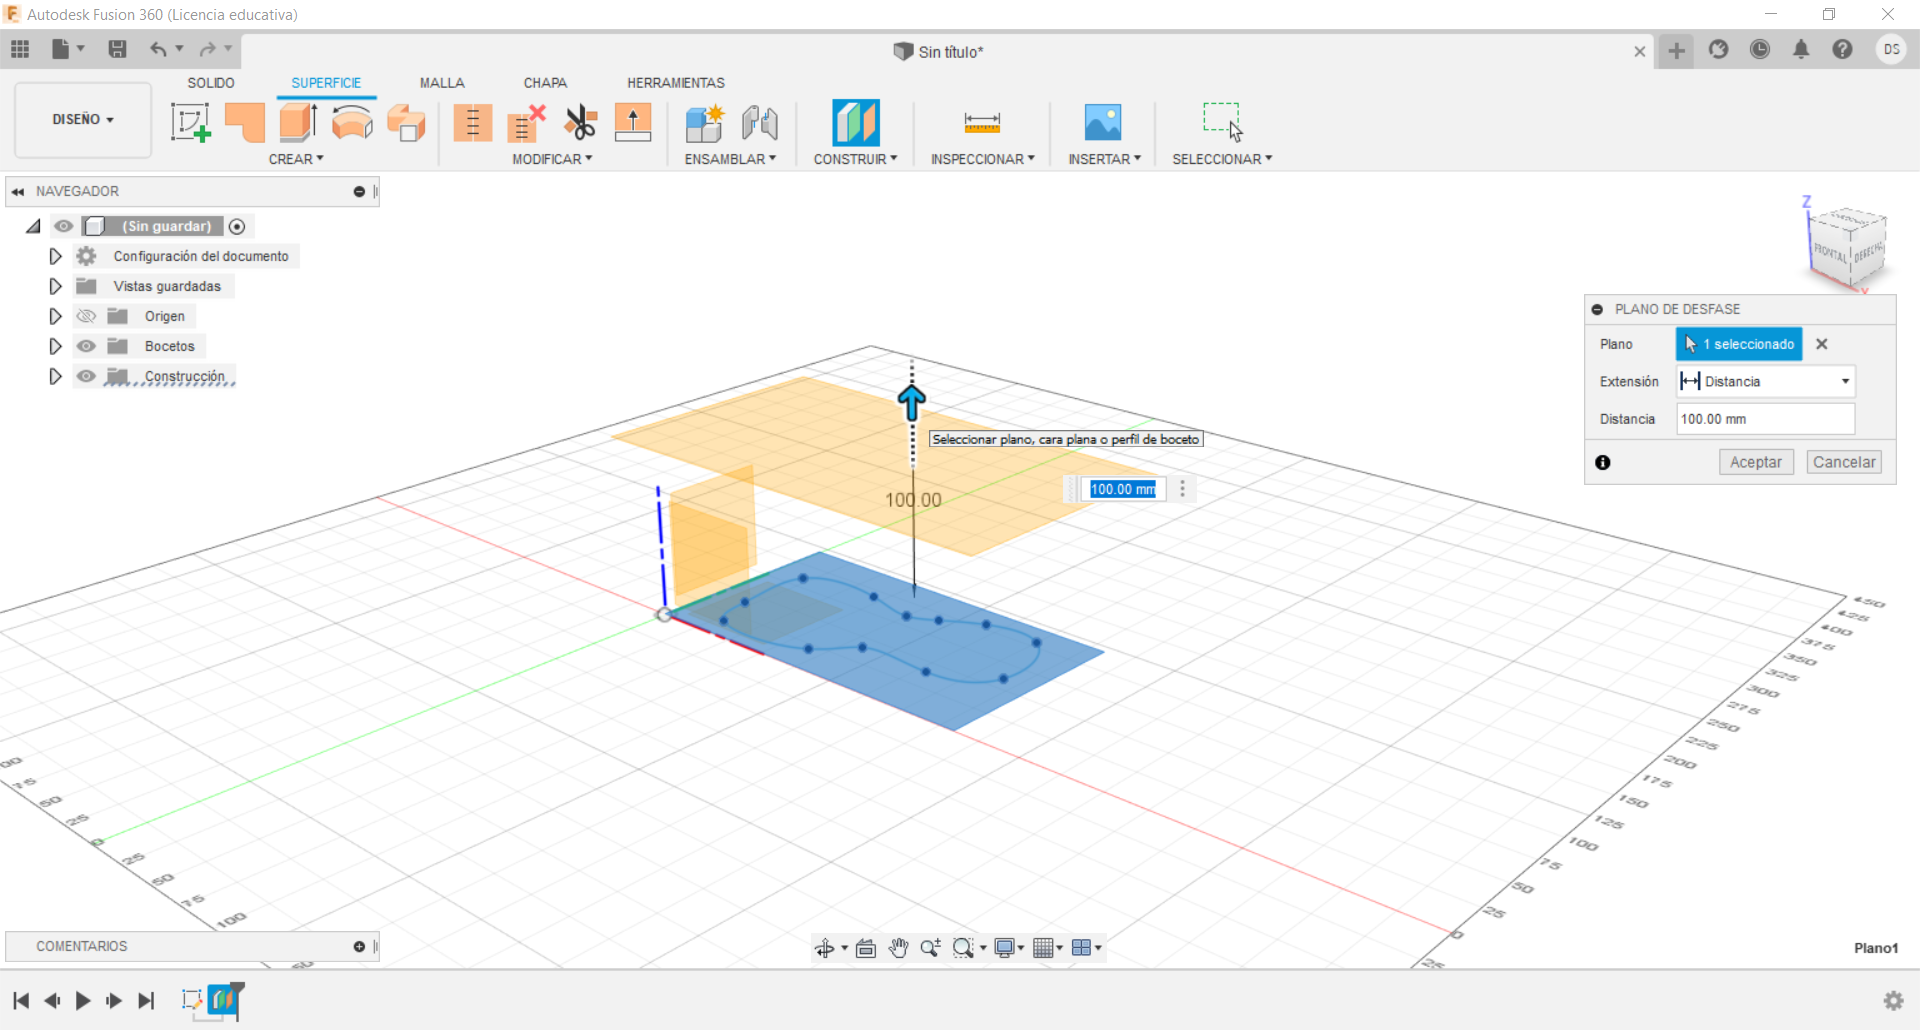 Autodesk Fusion 360 (Licencia educativa)
Sin título*
DS
SOLIDO SUPERFICIE MALLA CHAPA HERRAMIENTAS
DISEÑO
CREAR MODIFICAR ENSAMBLAR CONSTRUIR INSPECCIONAR INSERTAR SELECCIONAR
NAVEGADOR
(Sin guardar)
Configuración del documento
Vistas guardadas
Origen
Bocetos
Construcción
Z
FRONTAL DERECHA
PLANO DE DESFASE
Plano 1 seleccionado
Extensión Distancia
Distancia 100.00 mm
Aceptar Cancelar
Seleccionar plano, cara plana o perfil de boceto
100.00 mm
100.00
450
425
400
375
350
325
300
275
250
225
200
175
150
125
100
75
50
25
0
25
75
50
25
0
25
50
75
100
COMENTARIOS
Plano1